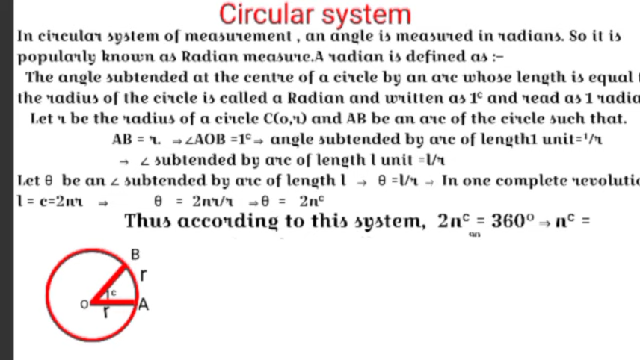 Circular system
In circular system of measurement , an angle is measured in radians. So it is
popularly known as Radian measure.A radian is defined as :-
The angle subtended at the centre of a circle by an arc whose length is equal
the radius of the circle is called a Radian and written as 1ᶜ and read as 1 radia
Let r be the radius of a circle C(o,r) and AB be an arc of the circle such that.
AB = r. →∠AOB =1ᶜ→ angle subtended by arc of length1 unit=¹/r
→ ∠ subtended by arc of length l unit =l/r
Let θ be an ∠ subtended by arc of length l → θ =l/r → In one complete revolutio
l = c=2πr → θ = 2πr/r →θ = 2πᶜ
Thus according to this system, 2πᶜ = 360⁰ →πᶜ =
B
r
c
O
A
r